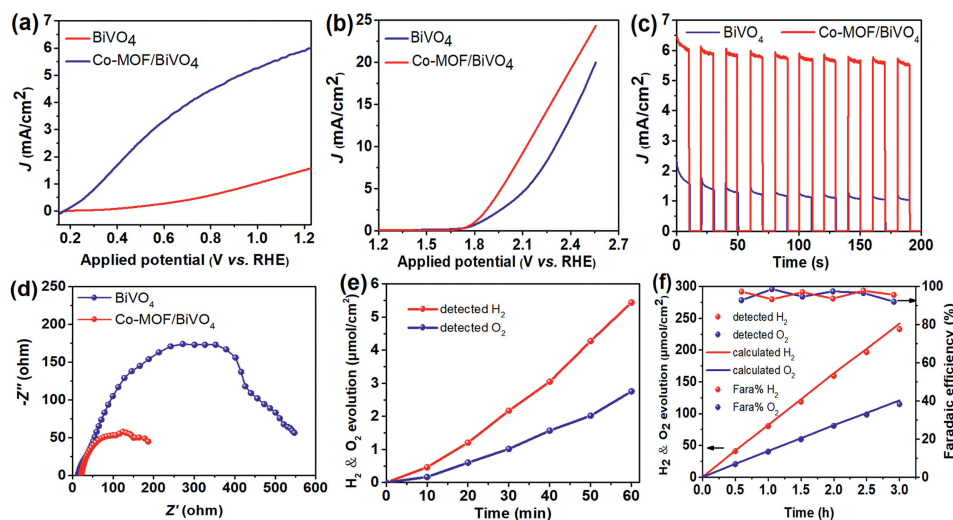 (a)
BiVO₄
Co-MOF/BiVO₄
J (mA/cm²)
6
5
4
3
2
1
0
0.2 0.4 0.6 0.8 1.0 1.2
Applied potential (V vs. RHE)
(b)
BiVO₄
Co-MOF/BiVO₄
J (mA/cm²)
25
20
15
10
5
0
1.2 1.5 1.8 2.1 2.4 2.7
Applied potential (V vs. RHE)
(c)
BiVO₄
Co-MOF/BiVO₄
J (mA/cm²)
7
6
5
4
3
2
1
0
0 50 100 150 200
Time (s)
(d)
BiVO₄
Co-MOF/BiVO₄
-Z″ (ohm)
250
200
150
100
50
0
0 100 200 300 400 500 600
Z′ (ohm)
(e)
detected H₂
detected O₂
H₂ & O₂ evolution (μmol/cm²)
6
5
4
3
2
1
0
0 10 20 30 40 50 60
Time (min)
(f)
detected H₂
detected O₂
calculated H₂
calculated O₂
Fara% H₂
Fara% O₂
H₂ & O₂ evolution (μmol/cm²)
300
250
200
150
100
50
0
0.0 0.5 1.0 1.5 2.0 2.5 3.0
Time (h)
Faradaic efficiency (%)
100
80
60
40
20
0